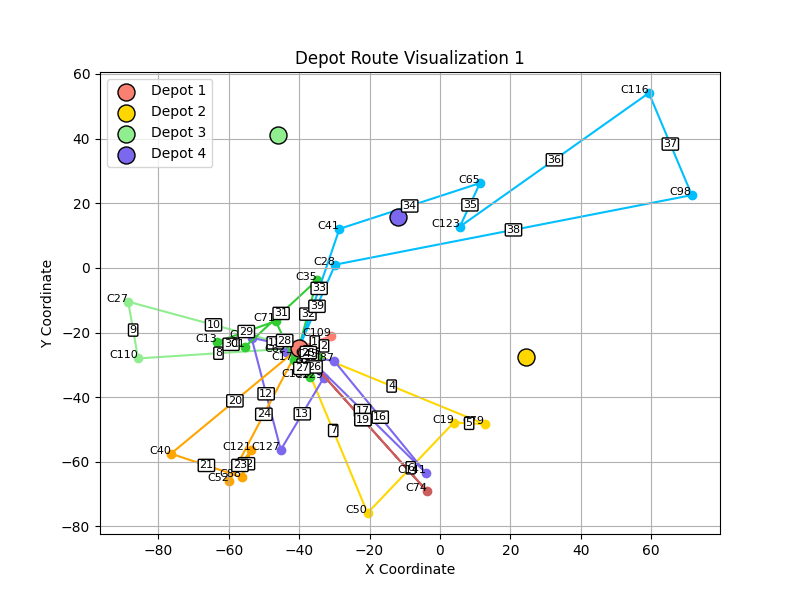 Depot Route Visualization 1
Depot 1
Depot 2
Depot 3
Depot 4
Y Coordinate
X Coordinate
60
40
20
0
−20
−40
−60
−80
−80
−60
−40
−20
0
20
40
60
C116
37
36
C98
C65
34
35
C123
38
C41
C28
C35
33
39
32
C27
10
9
C110
C71
31
29
C13
30
8
28
C109
4
C19
5
7
C50
12
20
24
13
17
19
16
27
26
C40
21
C121
C127
23
C52
C74